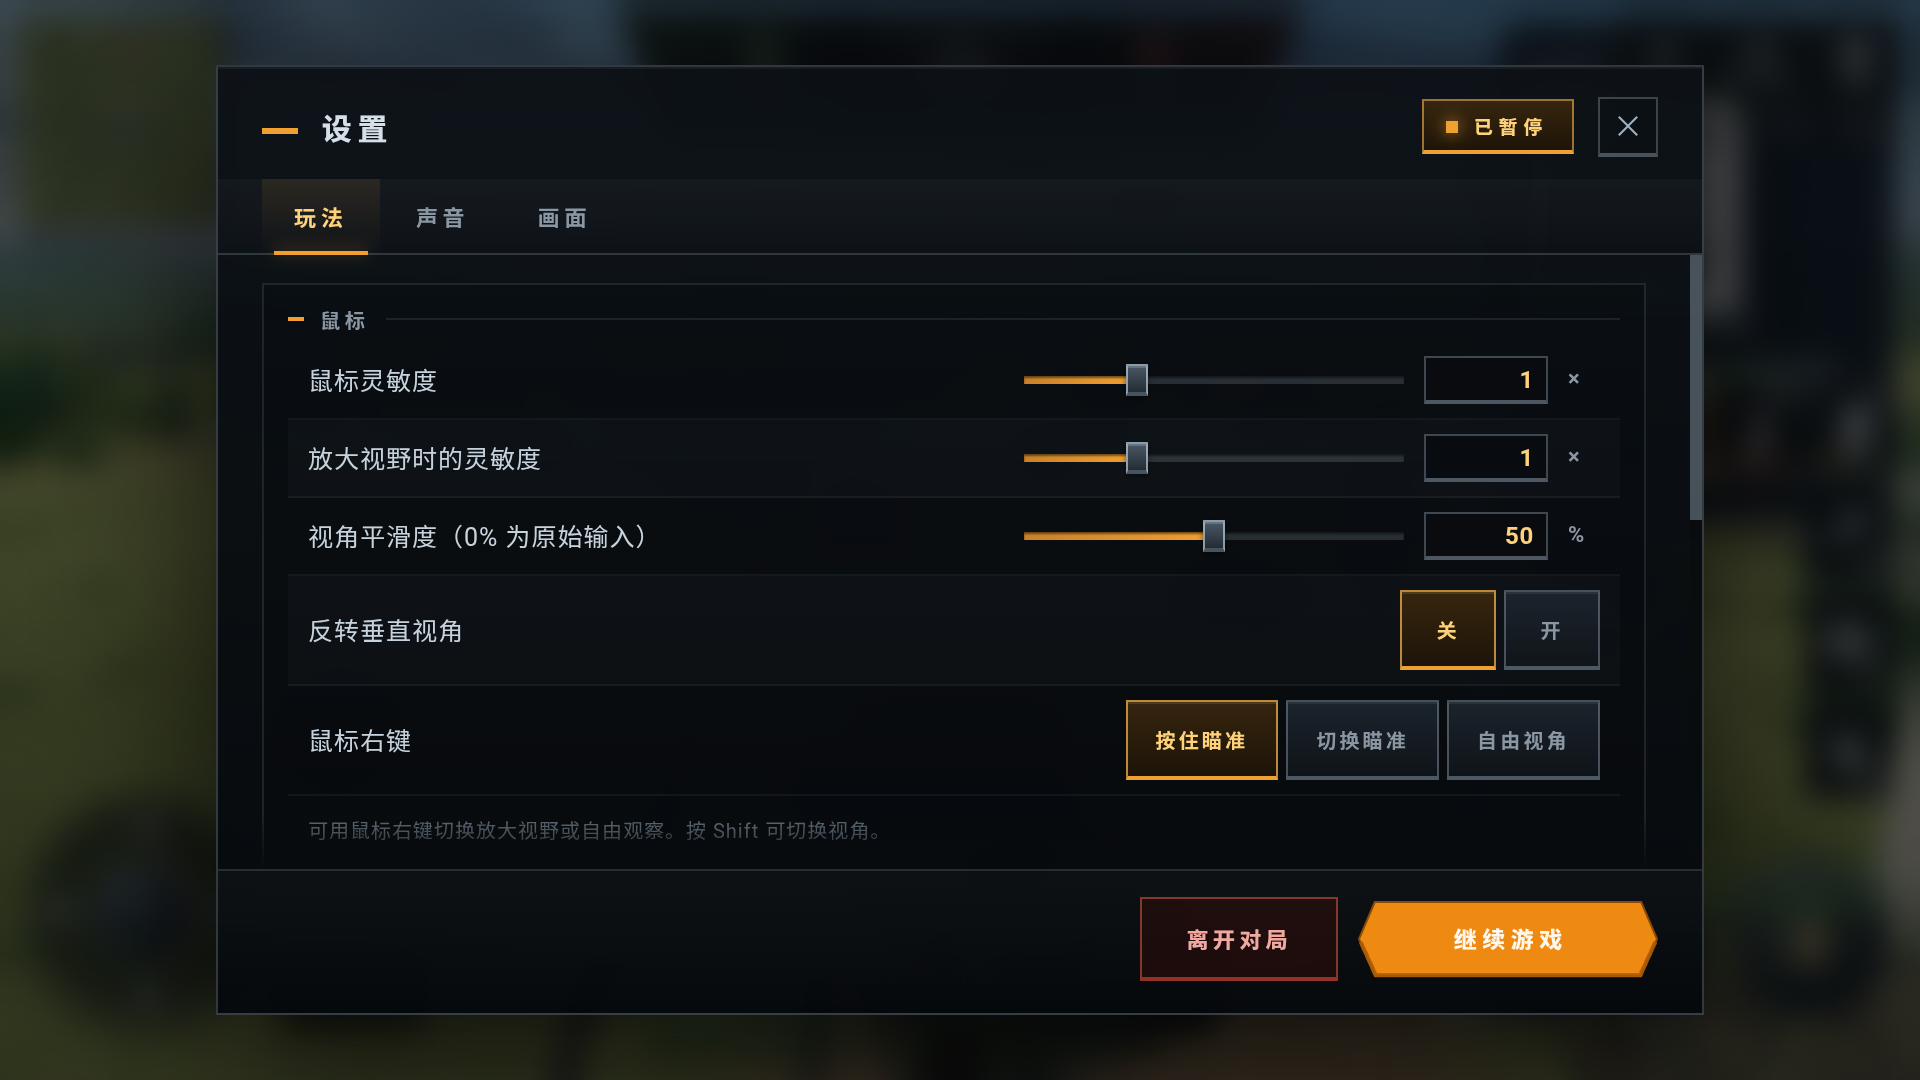 设置
已暂停
玩法 声音 画面
鼠标
鼠标灵敏度 1 ×
放大视野时的灵敏度 1 ×
视角平滑度（0% 为原始输入） 50 %
反转垂直视角 关 开
鼠标右键 按住瞄准 切换瞄准 自由视角
可用鼠标右键切换放大视野或自由观察。按 Shift 可切换视角。
离开对局 继续游戏